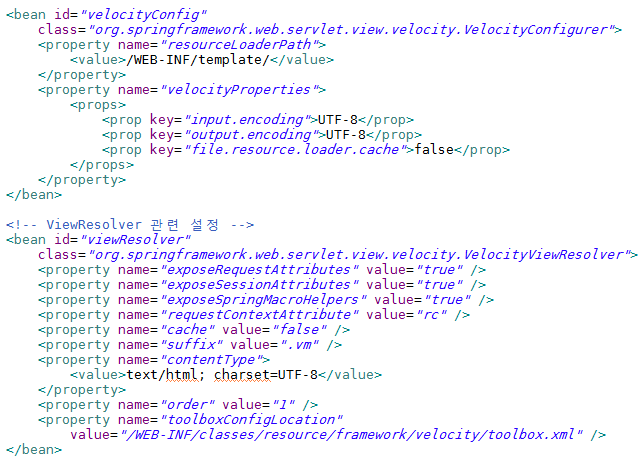 <bean id="velocityConfig"
class="org.springframework.web.servlet.view.velocity.VelocityConfigurer">
<property name="resourceLoaderPath">
<value>/WEB-INF/template/</value>
</property>
<property name="velocityProperties">
<props>
<prop key="input.encoding">UTF-8</prop>
<prop key="output.encoding">UTF-8</prop>
<prop key="file.resource.loader.cache">false</prop>
</props>
</property>
</bean>
<!-- ViewResolver 관련 설정 -->
<bean id="viewResolver"
class="org.springframework.web.servlet.view.velocity.VelocityViewResolver">
<property name="exposeRequestAttributes" value="true" />
<property name="exposeSessionAttributes" value="true" />
<property name="exposeSpringMacroHelpers" value="true" />
<property name="requestContextAttribute" value="rc" />
<property name="cache" value="false" />
<property name="suffix" value=".vm" />
<property name="contentType">
<value>text/html; charset=UTF-8</value>
</property>
<property name="order" value="1" />
<property name="toolboxConfigLocation"
value="/WEB-INF/classes/resource/framework/velocity/toolbox.xml" />
</bean>